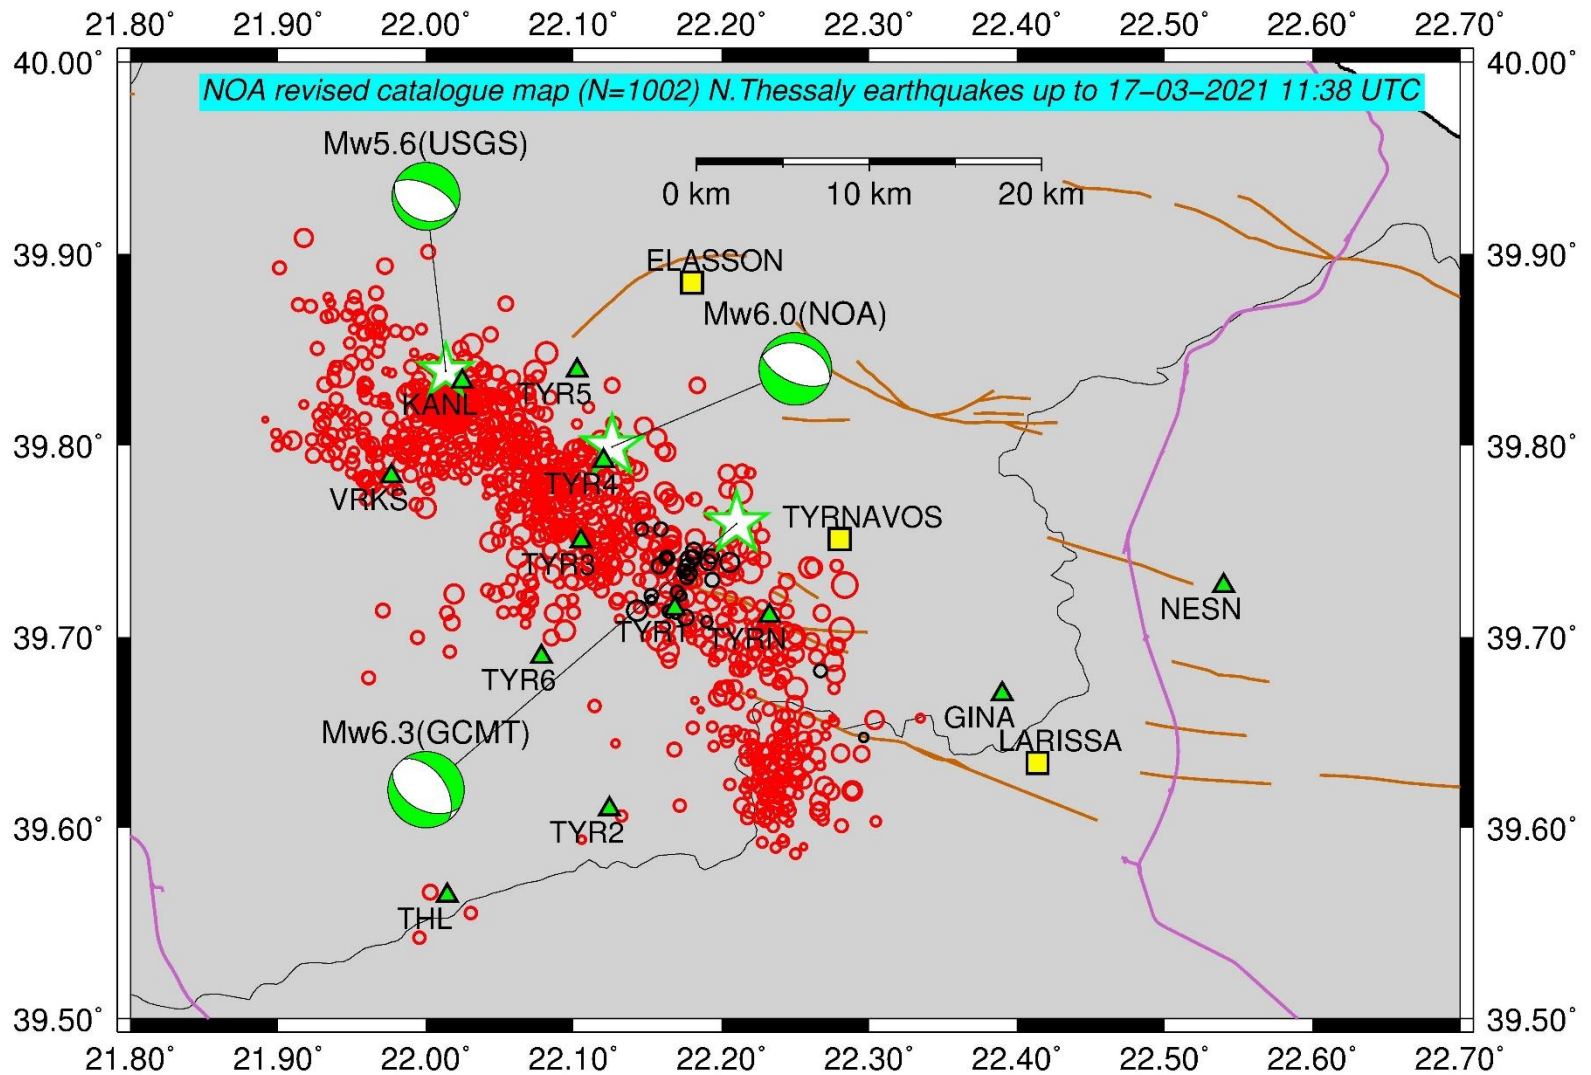 21.80° 21.90° 22.00° 22.10° 22.20° 22.30° 22.40° 22.50° 22.60° 22.70°
40.00° 40.00°
NOA revised catalogue map (N=1002) N.Thessaly earthquakes up to 17-03-2021 11:38 UTC
Mw5.6(USGS)
0 km 10 km 20 km
39.90° 39.90°
ELASSON
Mw6.0(NOA)
TYR5
KANL
39.80° 39.80°
TYR4
VRKS
TYRNAVOS
TYR3
NESN
39.70° 39.70°
TYR1 TYRN
TYR6
GINA
Mw6.3(GCMT)
LARISSA
39.60° 39.60°
TYR2
THL
39.50° 39.50°
21.80° 21.90° 22.00° 22.10° 22.20° 22.30° 22.40° 22.50° 22.60° 22.70°